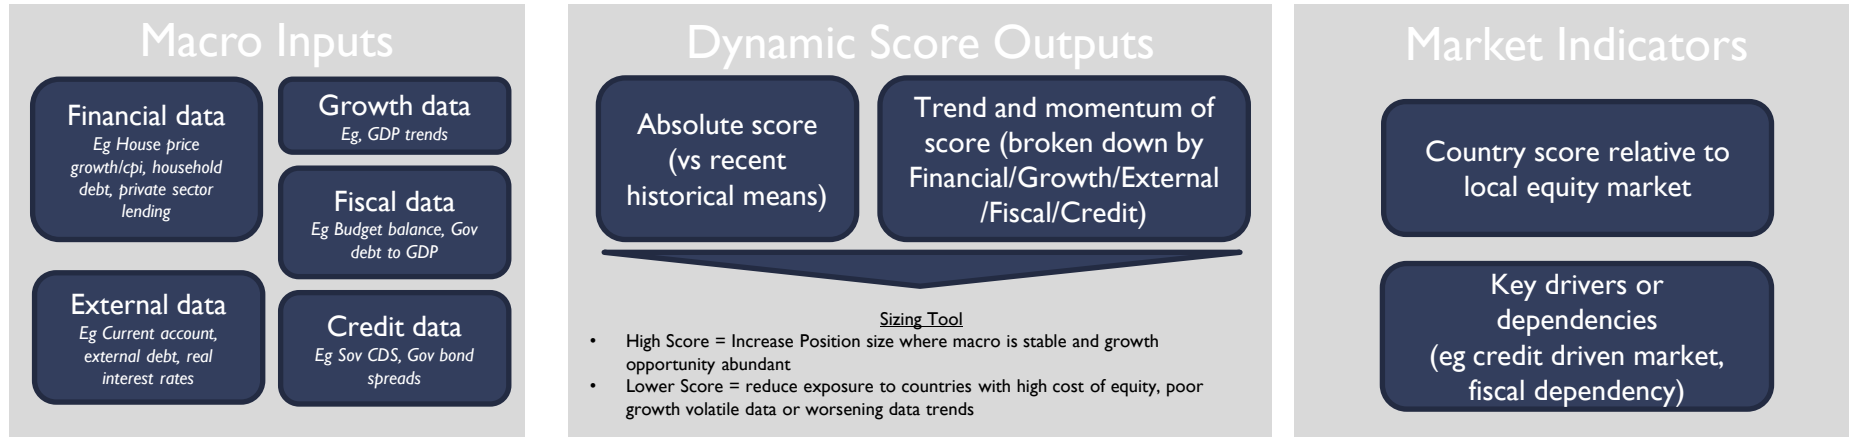 Macro Inputs
Financial data
Eg House price
growth/cpi, household
debt, private sector
lending
Growth data
Eg, GDP trends
Fiscal data
Eg Budget balance, Gov
debt to GDP
External data
Eg Current account,
external debt, real
interest rates
Credit data
Eg Sov CDS, Gov bond
spreads
Dynamic Score Outputs
Absolute score
(vs recent
historical means)
Trend and momentum of
score (broken down by
Financial/Growth/External
/Fiscal/Credit)
Sizing Tool
• High Score = Increase Position size where macro is stable and growth
opportunity abundant
• Lower Score = reduce exposure to countries with high cost of equity, poor
growth volatile data or worsening data trends
Market Indicators
Country score relative to
local equity market
Key drivers or
dependencies
(eg credit driven market,
fiscal dependency)